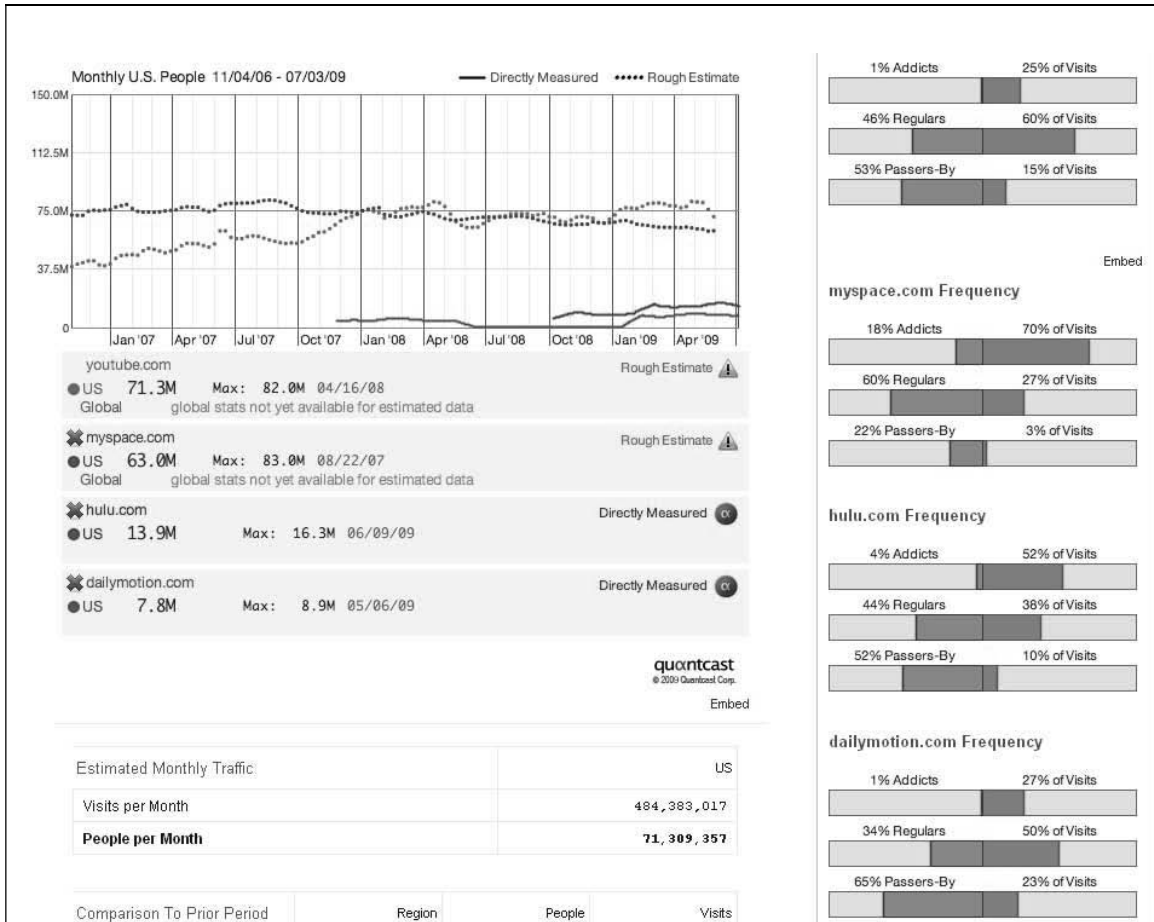 Monthly U.S. People 11/04/06 - 07/03/09 Directly Measured Rough Estimate
150.0M
112.5M
75.0M
37.5M
0
Jan '07 Apr '07 Jul '07 Oct '07 Jan '08 Apr '08 Jul '08 Oct '08 Jan '09 Apr '09
youtube.com Rough Estimate
US 71.3M Max: 82.0M 04/16/08
Global global stats not yet available for estimated data
myspace.com Rough Estimate
US 63.0M Max: 83.0M 08/22/07
Global global stats not yet available for estimated data
hulu.com Directly Measured
US 13.9M Max: 16.3M 06/09/09
dailymotion.com Directly Measured
US 7.8M Max: 8.9M 05/06/09
quantcast
© 2009 Quantcast Corp.
Embed
Estimated Monthly Traffic US
Visits per Month 484,383,017
People per Month 71,309,357
Comparison To Prior Period Region People Visits
1% Addicts 25% of Visits
46% Regulars 60% of Visits
53% Passers-By 15% of Visits
Embed
myspace.com Frequency
18% Addicts 70% of Visits
60% Regulars 27% of Visits
22% Passers-By 3% of Visits
hulu.com Frequency
4% Addicts 52% of Visits
44% Regulars 38% of Visits
52% Passers-By 10% of Visits
dailymotion.com Frequency
1% Addicts 27% of Visits
34% Regulars 50% of Visits
65% Passers-By 23% of Visits